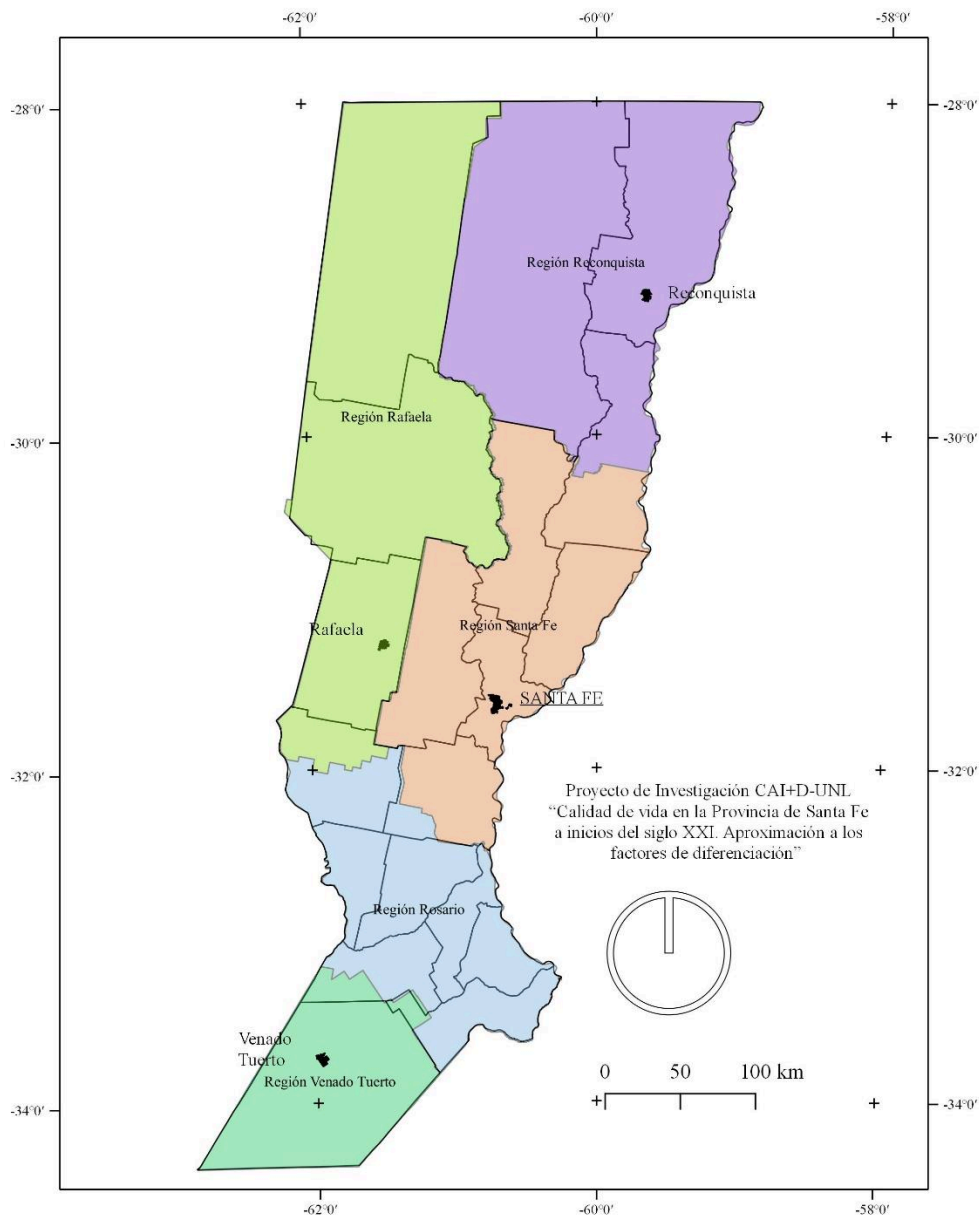 -62°0'
-60°0'
-58°0'
-28°0'
-28°0'
Región Reconquista
Reconquista
Región Rafaela
-30°0'
-30°0'
Rafaela
Región Santa Fe
SANTA FE
-32°0'
-32°0'
Proyecto de Investigación CAI+D-UNL
“Calidad de vida en la Provincia de Santa Fe
a inicios del siglo XXI. Aproximación a los
factores de diferenciación”
Región Rosario
Venado
Tuerto
Región Venado Tuerto
0 50 100 km
-34°0'
-34°0'
-62°0'
-60°0'
-58°0'